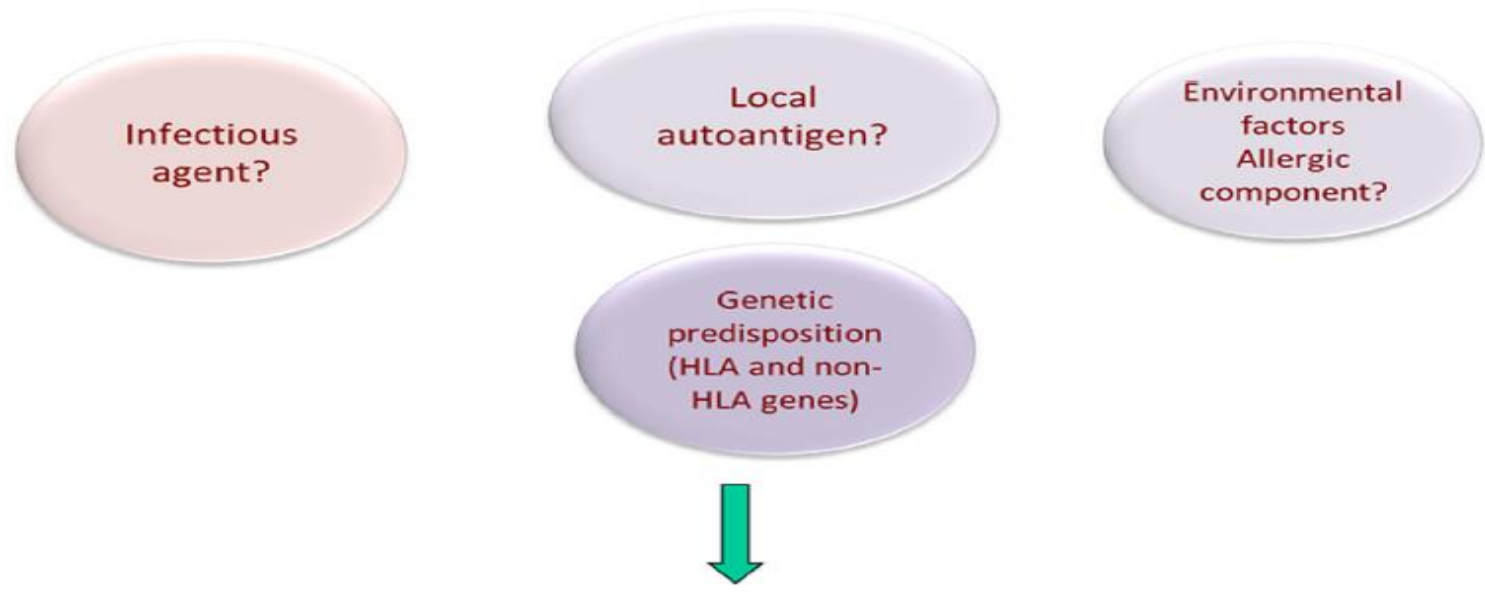 Infectious
agent?
Local
autoantigen?
Environmental
factors
Allergic
component?
Genetic
predisposition
(HLA and non-
HLA genes)